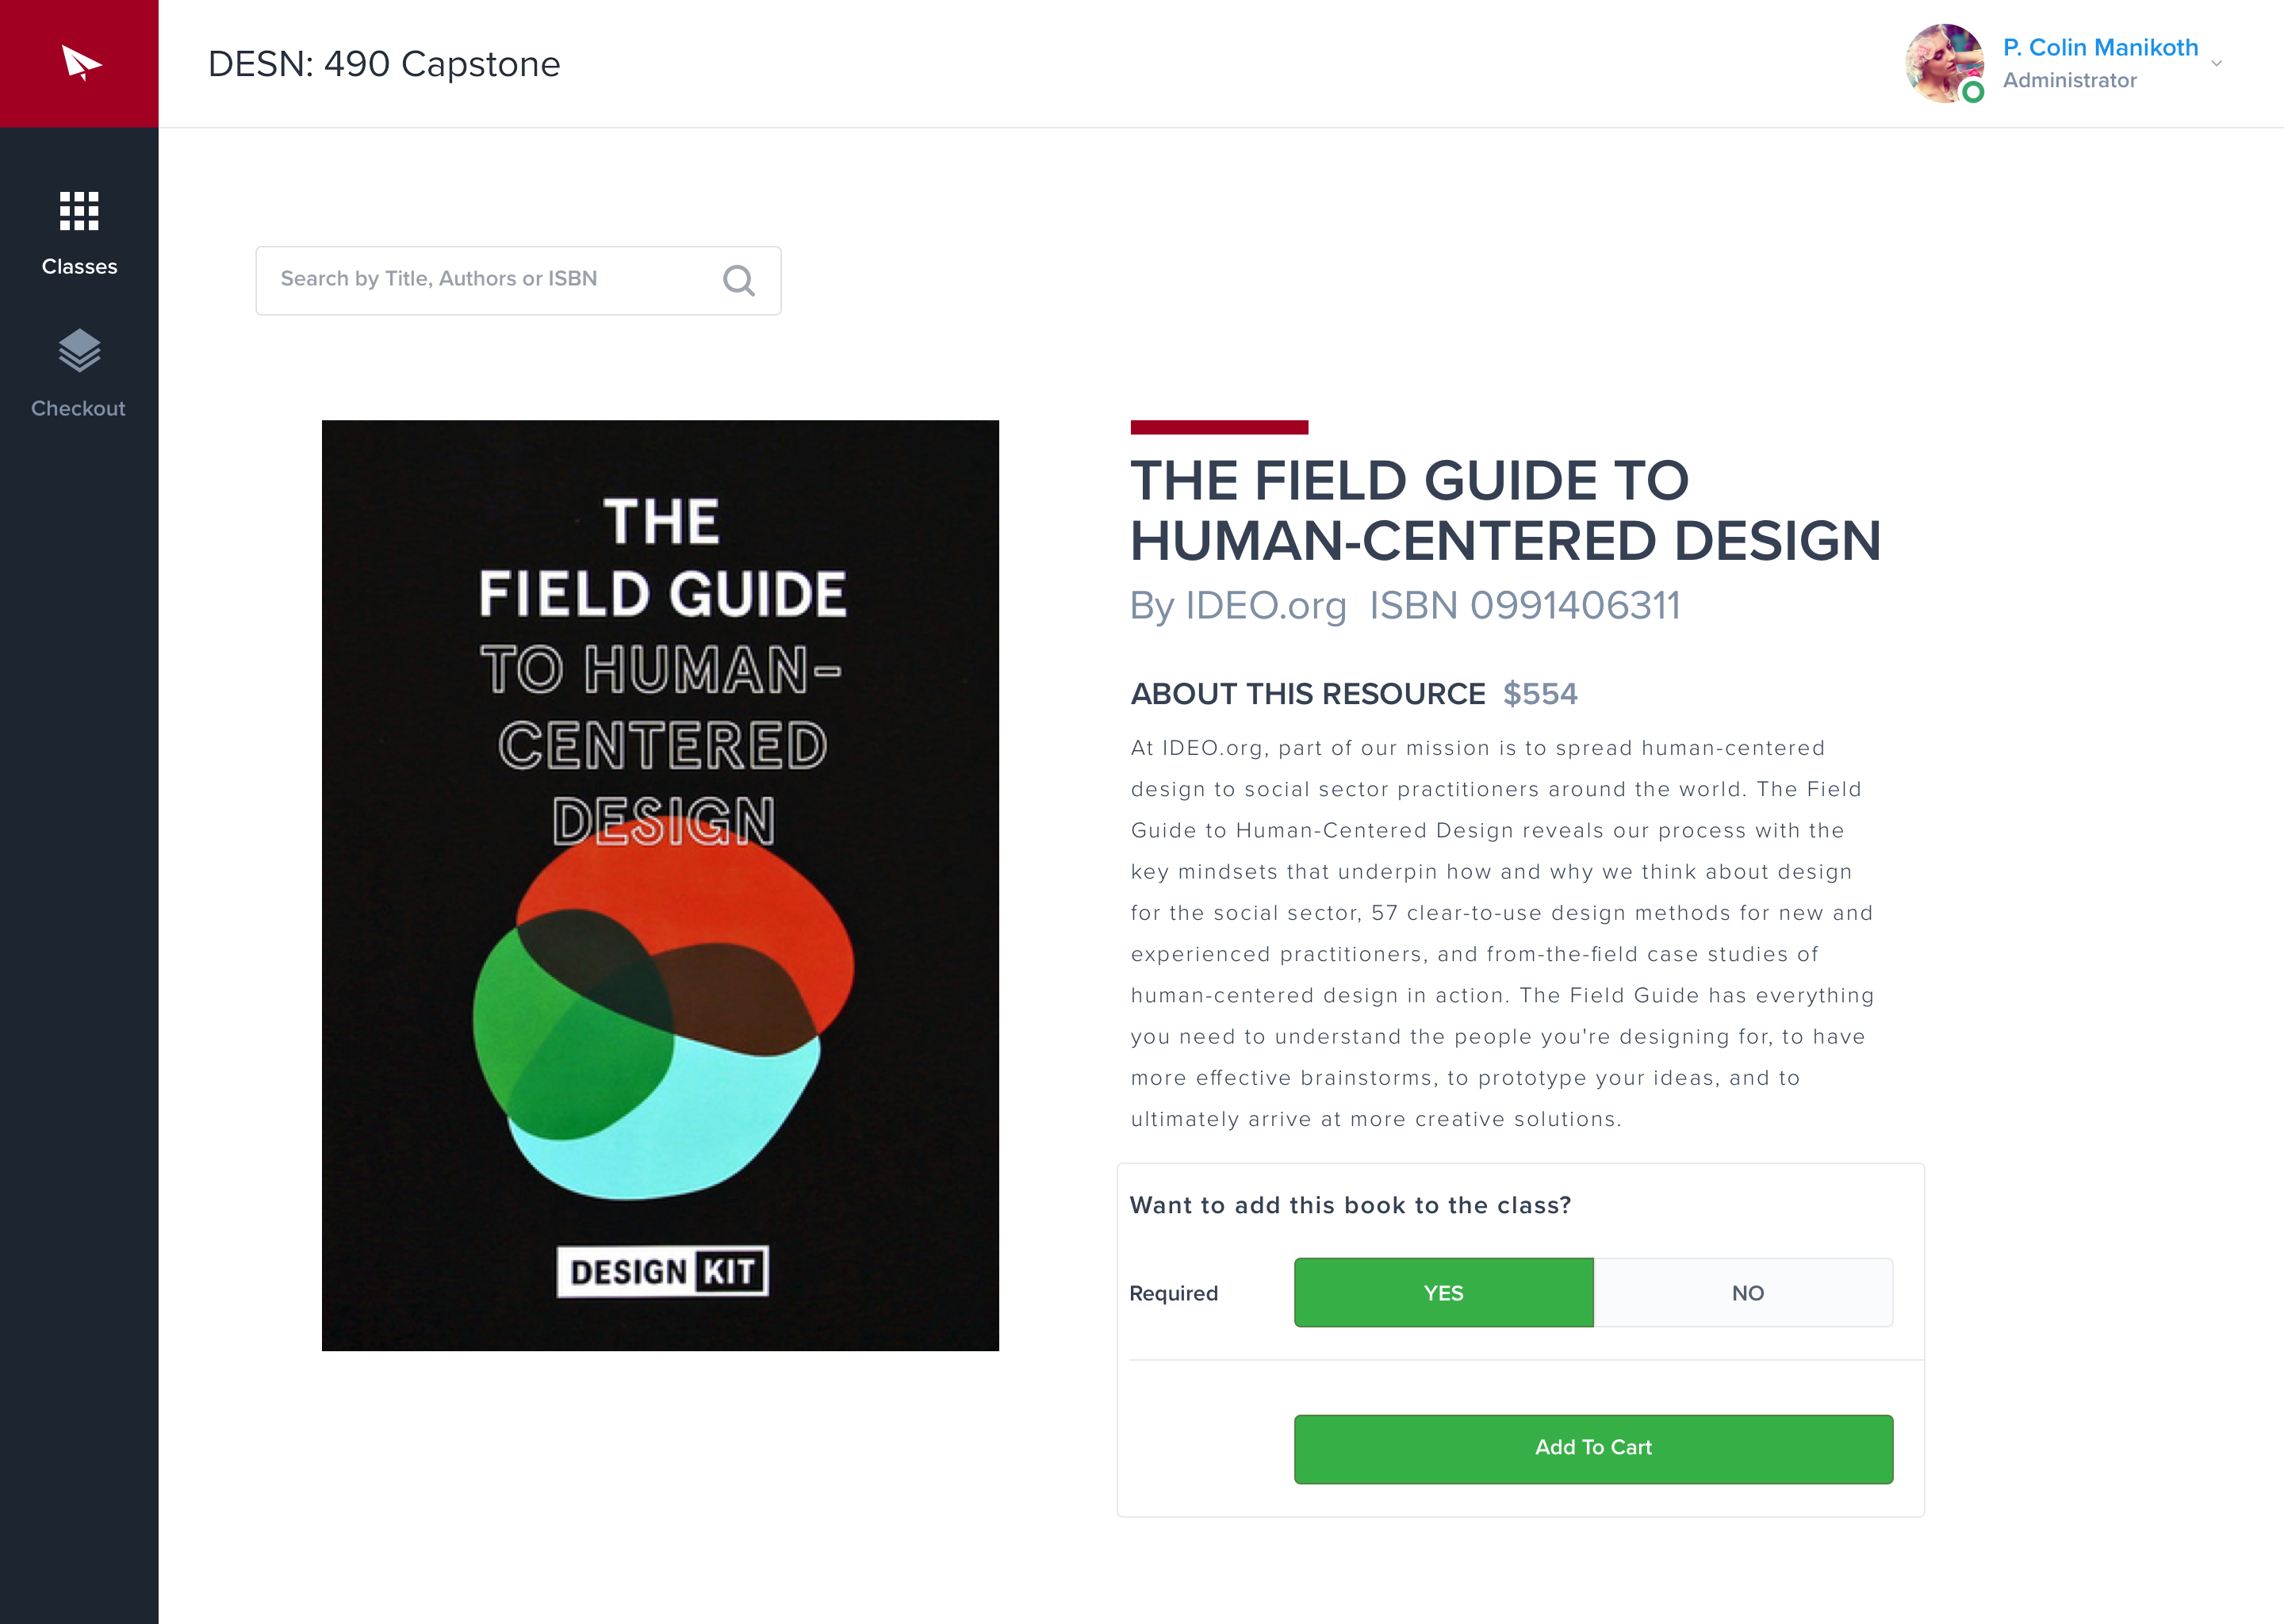 DESN: 490 Capstone
P. Colin Manikoth
Administrator
Classes
Checkout
Search by Title, Authors or ISBN
THE
FIELD GUIDE
TO HUMAN-
CENTERED
DESIGN
DESIGN KIT
THE FIELD GUIDE TO
HUMAN-CENTERED DESIGN
By IDEO.org ISBN 0991406311
ABOUT THIS RESOURCE $554
At IDEO.org, part of our mission is to spread human-centered
design to social sector practitioners around the world. The Field
Guide to Human-Centered Design reveals our process with the
key mindsets that underpin how and why we think about design
for the social sector, 57 clear-to-use design methods for new and
experienced practitioners, and from-the-field case studies of
human-centered design in action. The Field Guide has everything
you need to understand the people you're designing for, to have
more effective brainstorms, to prototype your ideas, and to
ultimately arrive at more creative solutions.
Want to add this book to the class?
Required YES NO
Add To Cart